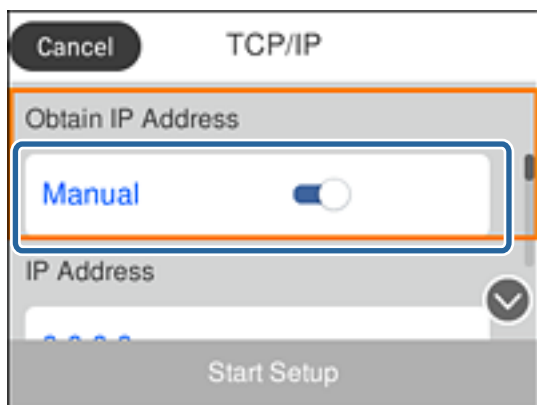 Cancel TCP/IP
Obtain IP Address
Manual
IP Address
Start Setup